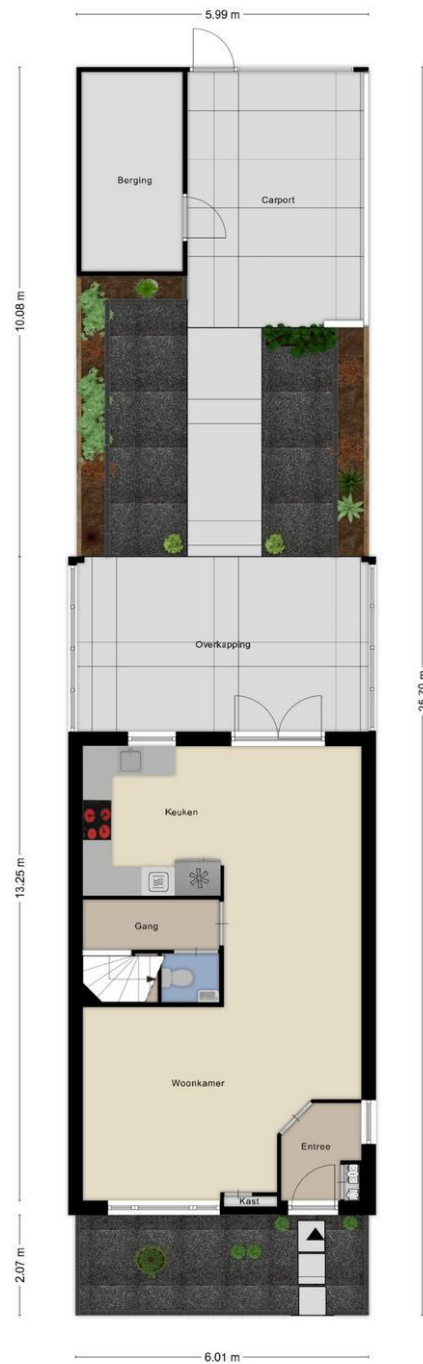 5.99 m
Berging
Carport
10.08 m
Overkapping
25.70 m
Keuken
13.25 m
Gang
Woonkamer
Entree
Kast
2.07 m
6.01 m